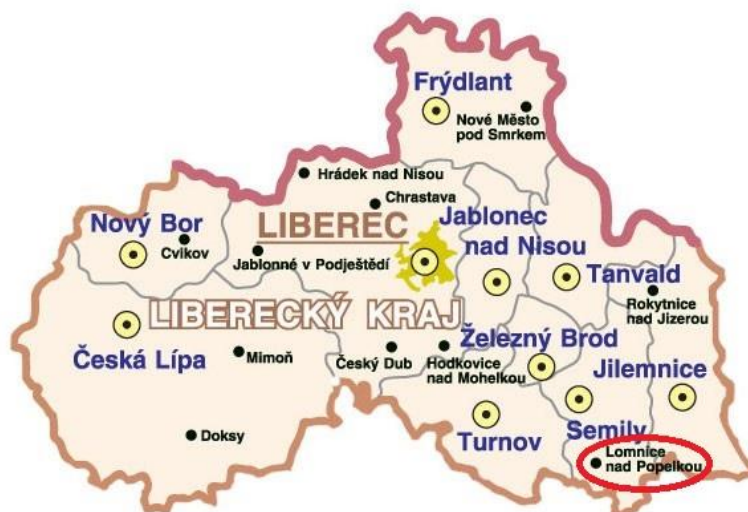 Frýdlant
Nové Město
pod Smrkem
Hrádek nad Nisou
Chrastava
Nový Bor
Cvikov
LIBEREC
Jablonné v Podještědí
Jablonec
nad Nisou
Tanvald
Rokytnice
nad Jizerou
LIBERECKÝ KRAJ
Česká Lípa
Mimoň
Český Dub
Hodkovice
nad Mohelkou
Železný Brod
Jilemnice
Doksy
Turnov
Semily
Lomnice
nad Popelkou